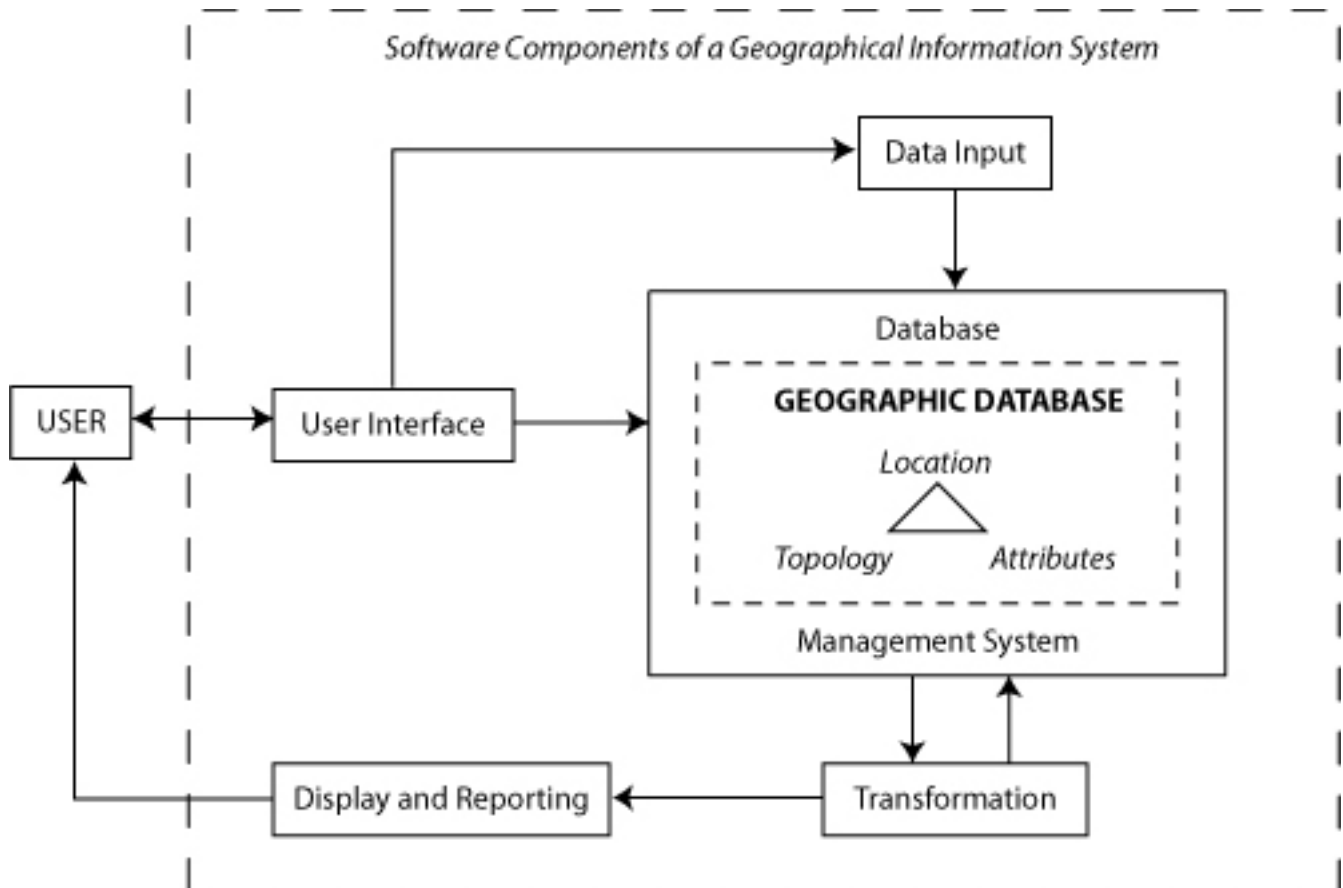 Software Components of a Geographical Information System
Data Input
Database
GEOGRAPHIC DATABASE
Location
Topology
Attributes
Management System
USER
User Interface
Display and Reporting
Transformation